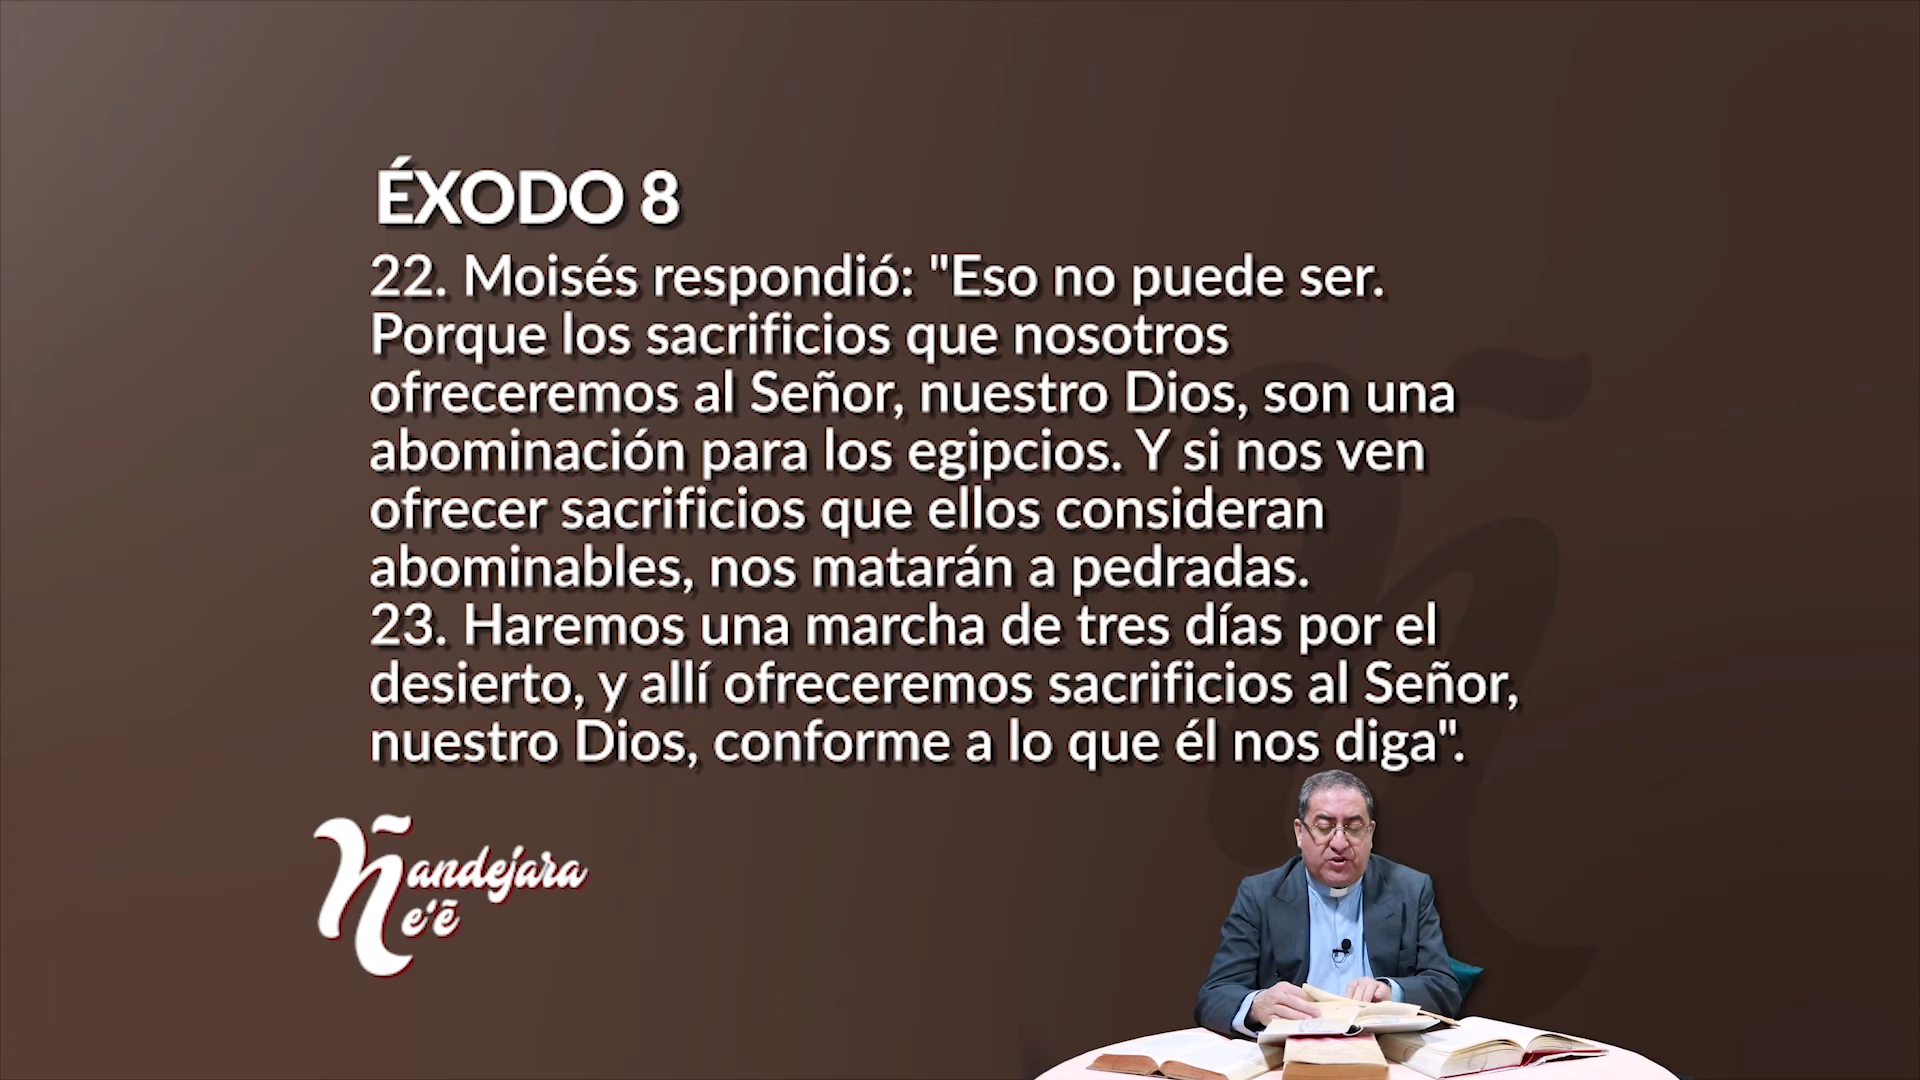 ÉXODO 8
22. Moisés respondió: "Eso no puede ser.
Porque los sacrificios que nosotros
ofreceremos al Señor, nuestro Dios, son una
abominación para los egipcios. Y si nos ven
ofrecer sacrificios que ellos consideran
abominables, nos matarán a pedradas.
23. Haremos una marcha de tres días por el
desierto, y allí ofreceremos sacrificios al Señor,
nuestro Dios, conforme a lo que él nos diga".
Ñandejara
Ñe'ẽ